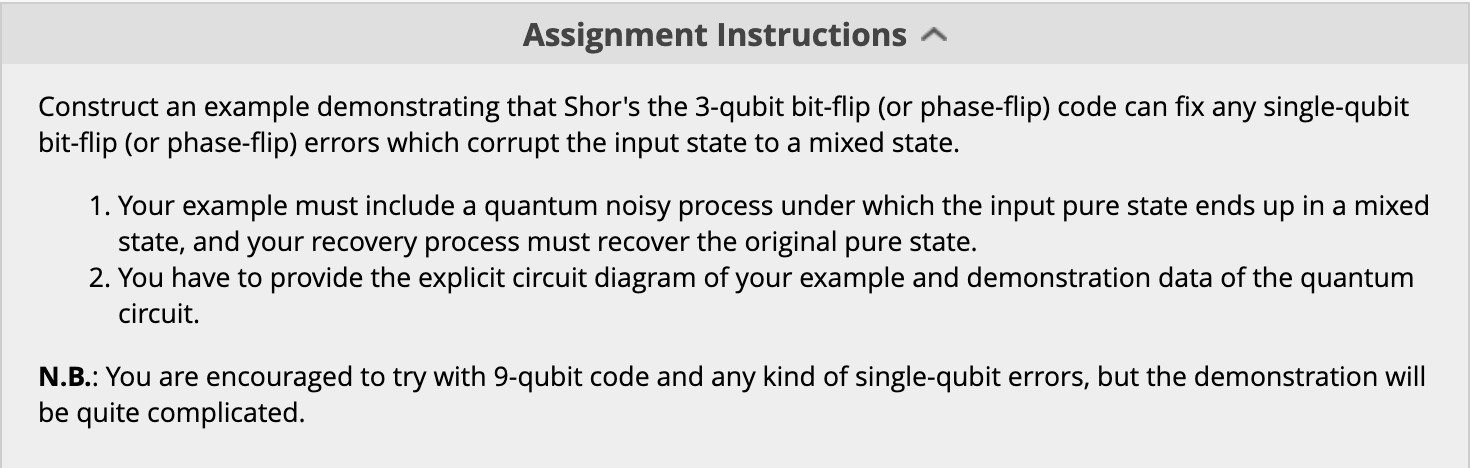 Assignment Instructions
Construct an example demonstrating that Shor's the 3-qubit bit-flip (or phase-flip) code can fix any single-qubit
bit-flip (or phase-flip) errors which corrupt the input state to a mixed state.
1. Your example must include a quantum noisy process under which the input pure state ends up in a mixed
state, and your recovery process must recover the original pure state.
2. You have to provide the explicit circuit diagram of your example and demonstration data of the quantum
circuit.
N.B.: You are encouraged to try with 9-qubit code and any kind of single-qubit errors, but the demonstration will
be quite complicated.